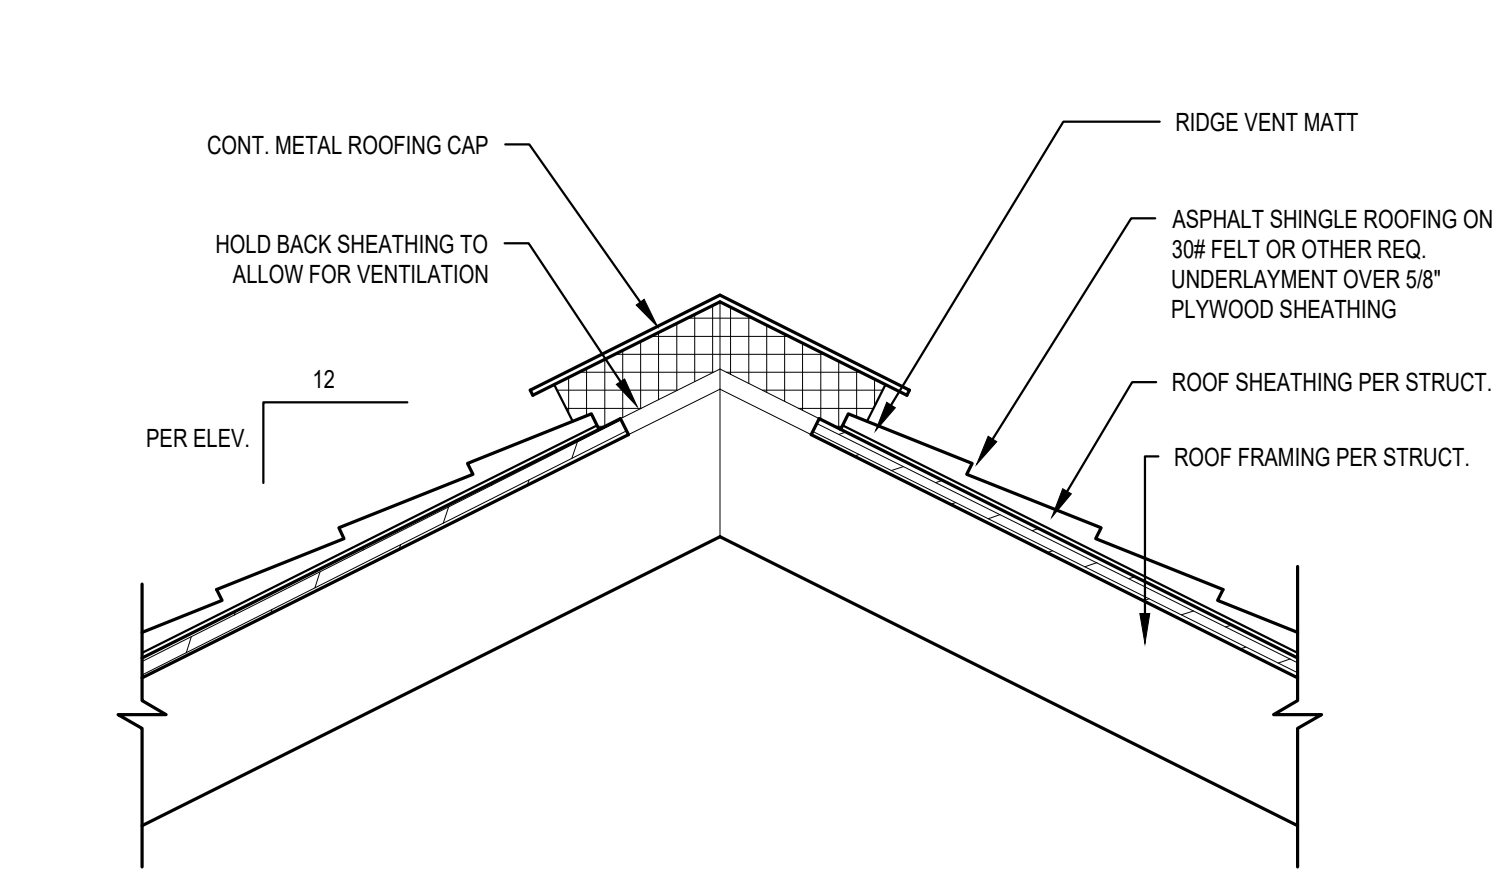 CONT. METAL ROOFING CAP
HOLD BACK SHEATHING TO
ALLOW FOR VENTILATION
12
PER ELEV.
RIDGE VENT MATT
ASPHALT SHINGLE ROOFING ON
30# FELT OR OTHER REQ.
UNDERLAYMENT OVER 5/8"
PLYWOOD SHEATHING
ROOF SHEATHING PER STRUCT.
ROOF FRAMING PER STRUCT.